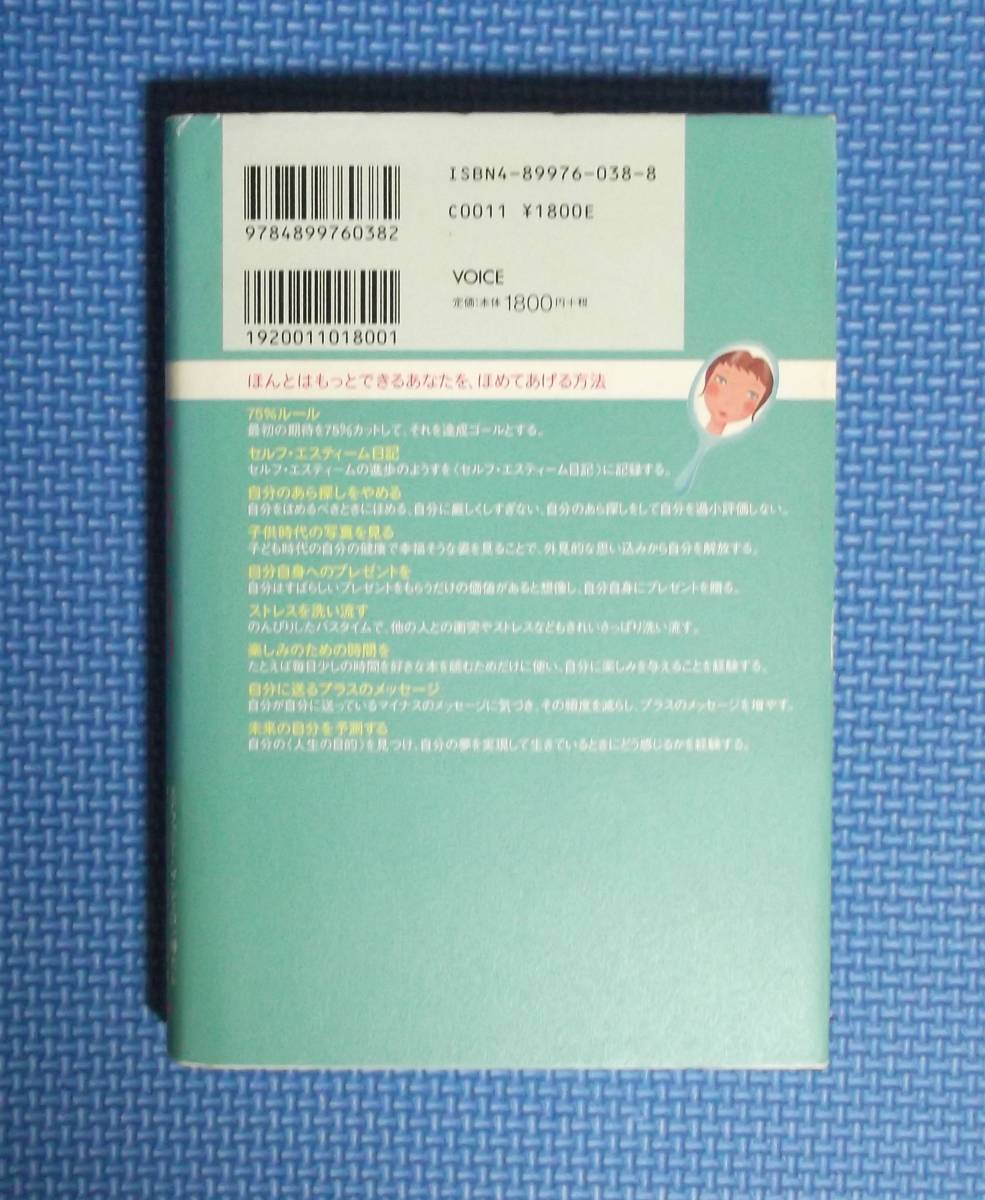 ISBN4-89976-038-8
C0011 ¥1800E
9784899760382
VOICE
定価:本体1800円+税
1920011018001
ほんとはもっとできるあなたを、ほめてあげる方法
75%ルール
最初の期待を75%カットして、それを達成ゴールとする。
セルフ・エスティーム日記
セルフ・エスティームの進歩のようすを〈セルフ・エスティーム日記〉に記録する。
自分のあら探しをやめる
自分をほめるべきときにほめる、自分に厳しくしすぎない、自分のあら探しをして自分を過小評価しない。
子供時代の写真を見る
子ども時代の自分の健康で幸福そうな姿を見ることで、外見的な思い込みから自分を解放する。
自分自身へのプレゼントを
自分はすばらしいプレゼントをもらうだけの価値があると想像し、自分自身にプレゼントを贈る。
ストレスを洗い流す
のんびりしたバスタイムで、他の人との衝突やストレスなどもきれいさっぱり洗い流す。
楽しみのための時間を
たとえば毎日少しの時間を好きな本を読むためだけに使い、自分に楽しみを与えることを経験する。
自分に送るプラスのメッセージ
自分が自分に送っているマイナスのメッセージに気づき、その頻度を減らし、プラスのメッセージを増やす。
未来の自分を予測する
自分の〈人生の目的〉を見つけ、自分の夢を実現して生きているときにどう感じるかを経験する。